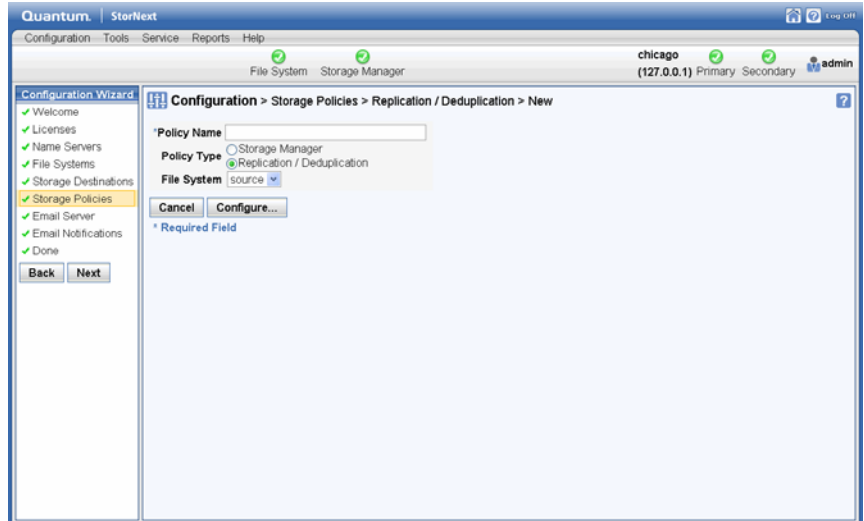 Quantum. StorNext
Log Off
Configuration Tools Service Reports Help
File System Storage Manager
chicago
(127.0.0.1) Primary Secondary
admin
Configuration Wizard
Welcome
Licenses
Name Servers
File Systems
Storage Destinations
Storage Policies
Email Server
Email Notifications
Done
Back Next
Configuration > Storage Policies > Replication / Deduplication > New
?
*Policy Name
Policy Type
Storage Manager
Replication / Deduplication
File System source
Cancel Configure...
* Required Field